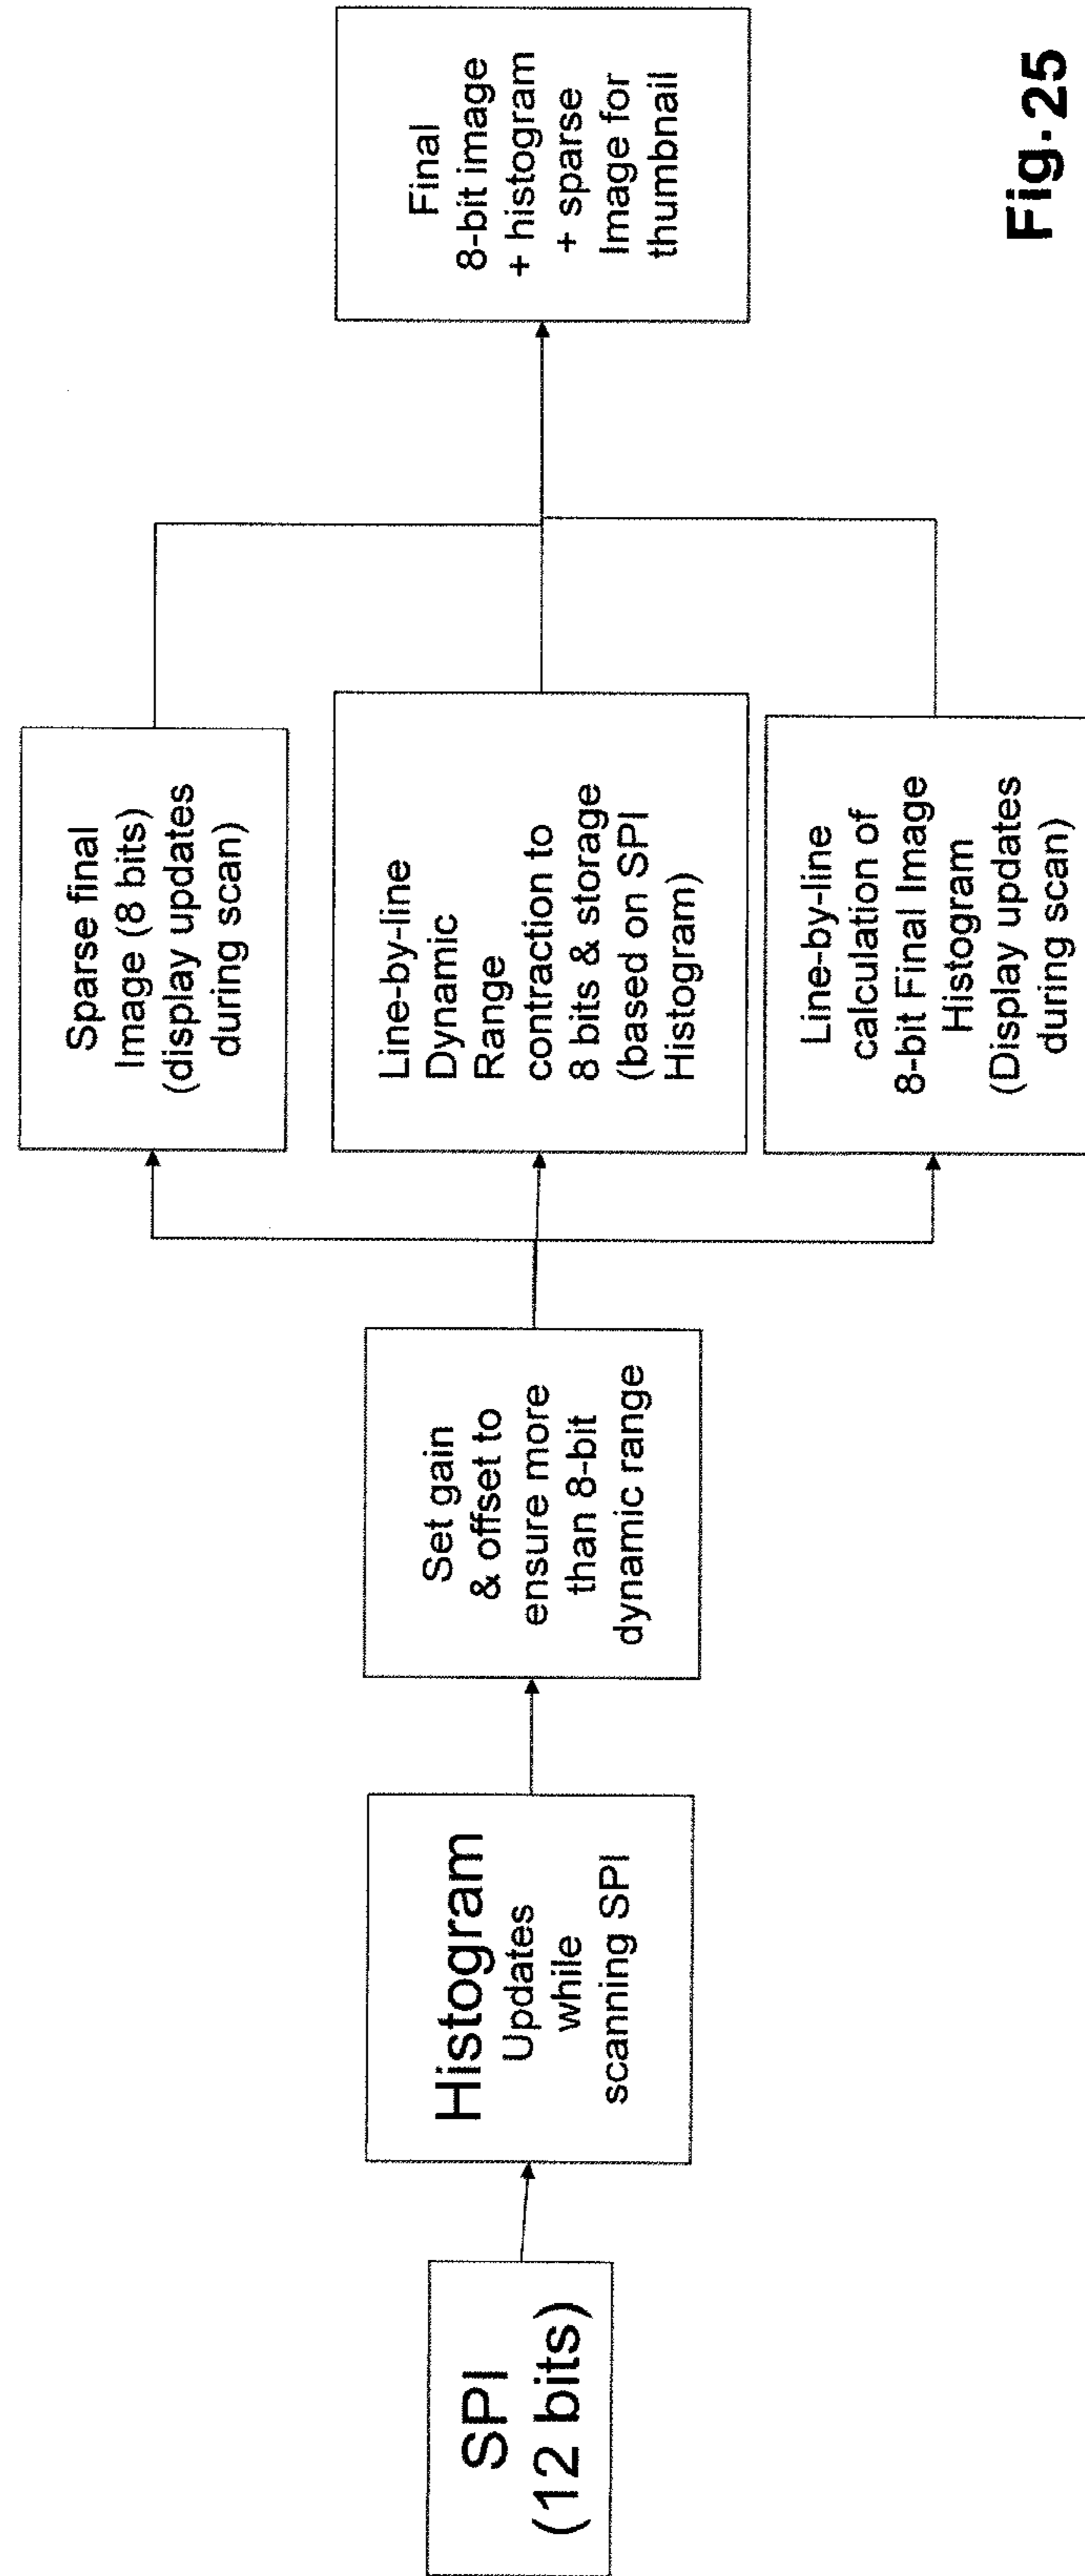 SPI
(12 bits)
Histogram
Updates
while
scanning SPI
Set gain
& offset to
ensure more
than 8-bit
dynamic range
Sparse final
Image (8 bits)
(display updates
during scan)
Line-by-line
Dynamic
Range
contraction to
8 bits & storage
(based on SPI
Histogram)
Line-by-line
calculation of
8-bit Final Image
Histogram
(Display updates
during scan)
Final
8-bit image
+ histogram
+ sparse
Image for
thumbnail
Fig.25